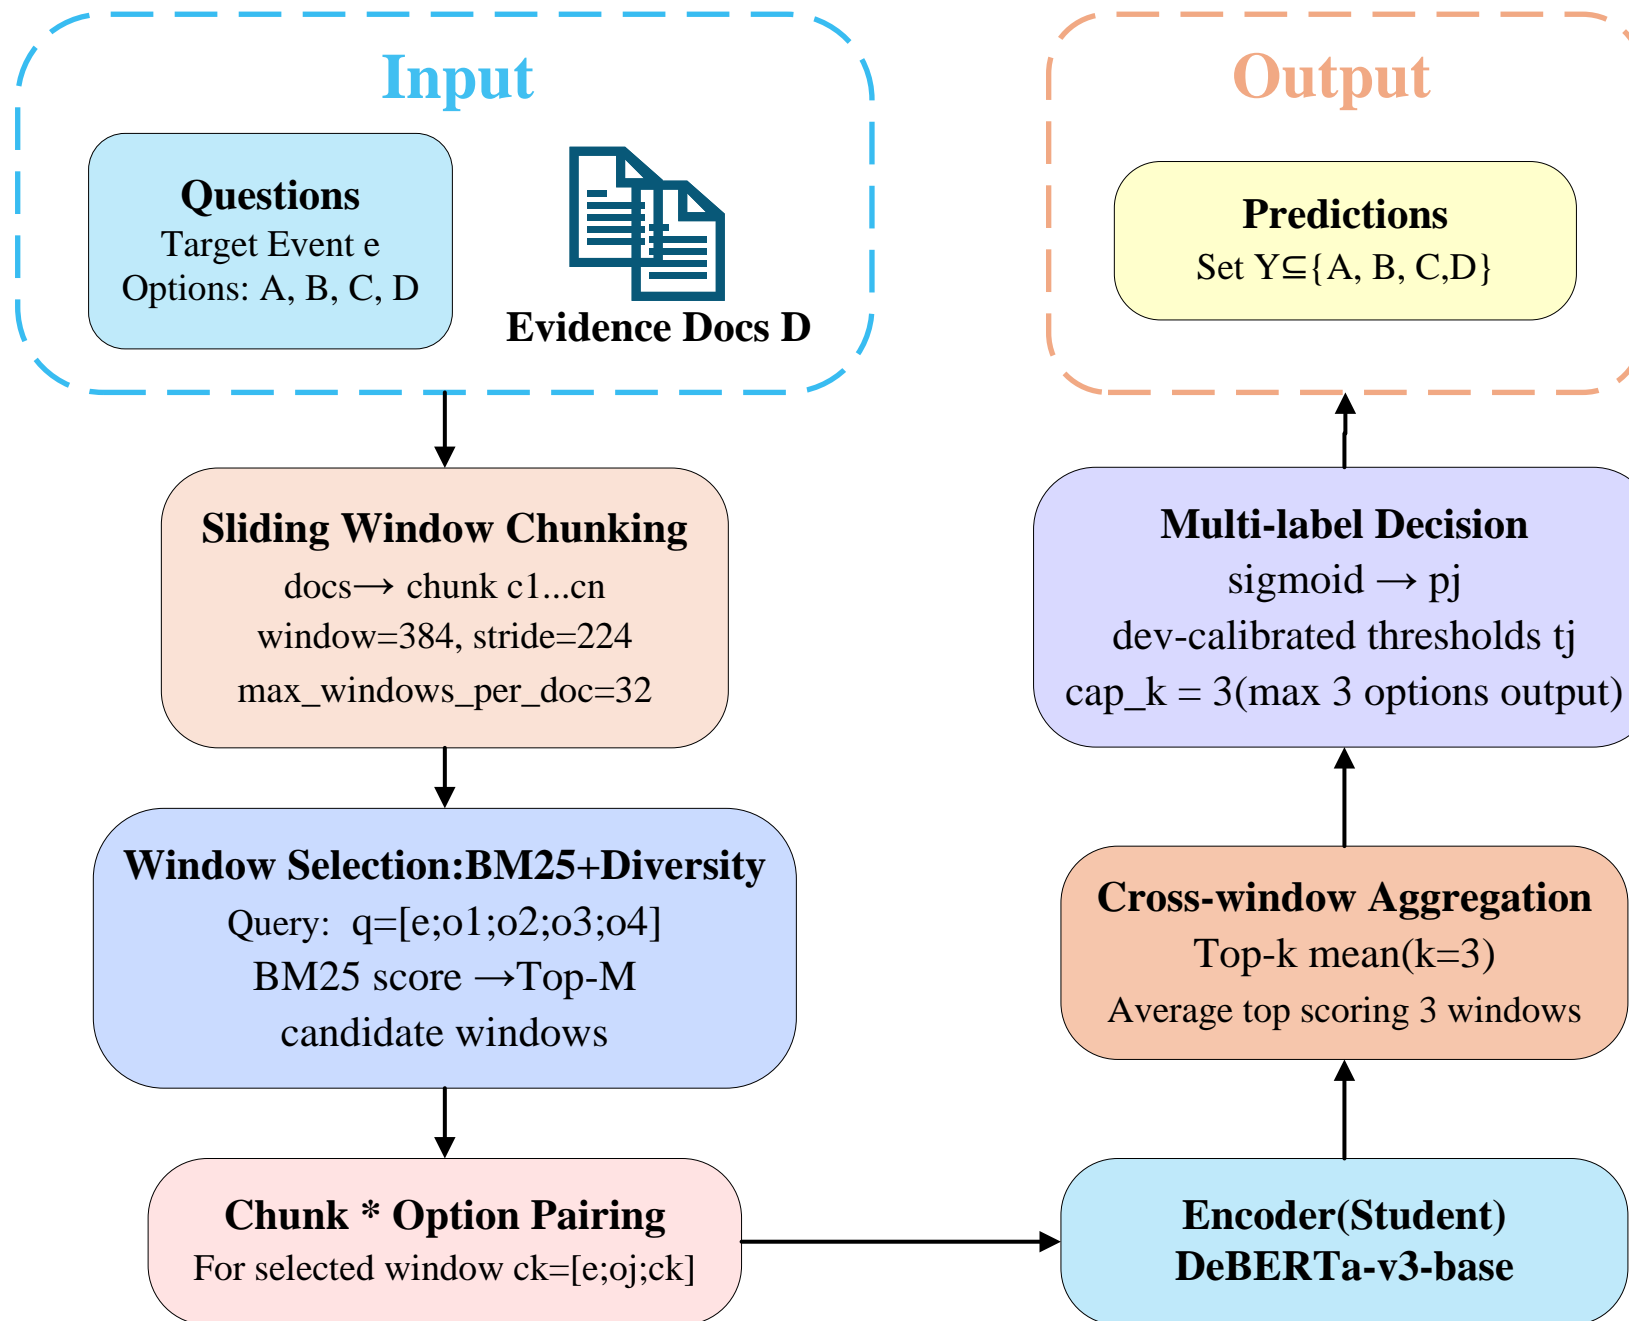 Input
Questions
Target Event e
Options: A, B, C, D
Evidence Docs D
Sliding Window Chunking
docs→ chunk c1...cn
window=384, stride=224
max_windows_per_doc=32
Window Selection:BM25+Diversity
Query: q=[e;o1;o2;o3;o4]
BM25 score →Top-M
candidate windows
Chunk * Option Pairing
For selected window ck=[e;oj;ck]
Encoder(Student)
DeBERTa-v3-base
Cross-window Aggregation
Top-k mean(k=3)
Average top scoring 3 windows
Multi-label Decision
sigmoid → pj
dev-calibrated thresholds tj
cap_k = 3(max 3 options output)
Output
Predictions
Set Y⊆{A, B, C,D}